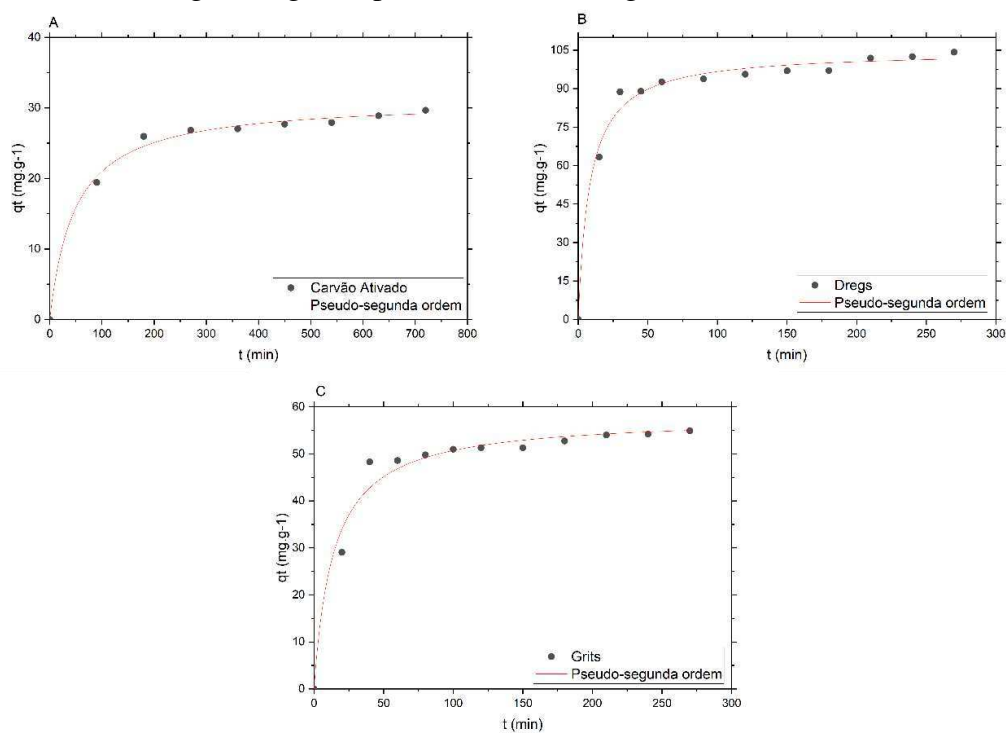 A
40
30
20
10
0
qt (mg.g-1)
Carvão Ativado
Pseudo-segunda ordem
0 100 200 300 400 500 600 700 800
t (min)
B
105
90
75
60
45
30
15
0
qt (mg.g-1)
Dregs
Pseudo-segunda ordem
0 50 100 150 200 250 300
t (min)
C
60
50
40
30
20
10
0
qt (mg.g-1)
Grits
Pseudo-segunda ordem
0 50 100 150 200 250 300
t (min)